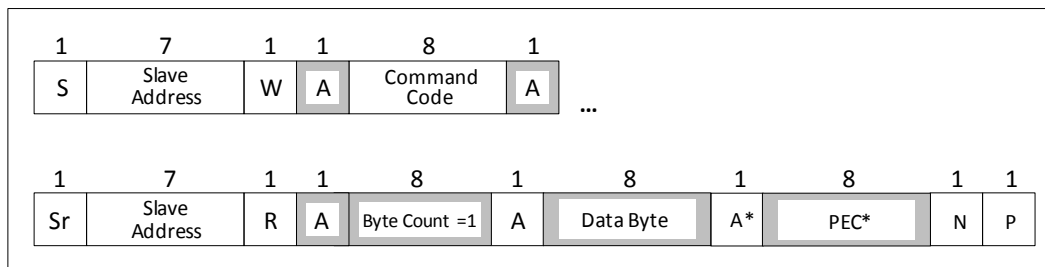 1 7 1 1 8 1
S Slave Address W A Command Code A ...
1 7 1 1 8 1 8 1 8 1 1
Sr Slave Address R A Byte Count =1 A Data Byte A* PEC* N P